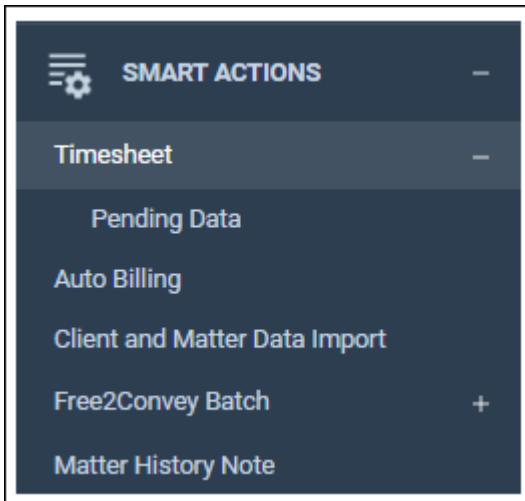 SMART ACTIONS –
Timesheet –
Pending Data
Auto Billing
Client and Matter Data Import
Free2Convey Batch +
Matter History Note